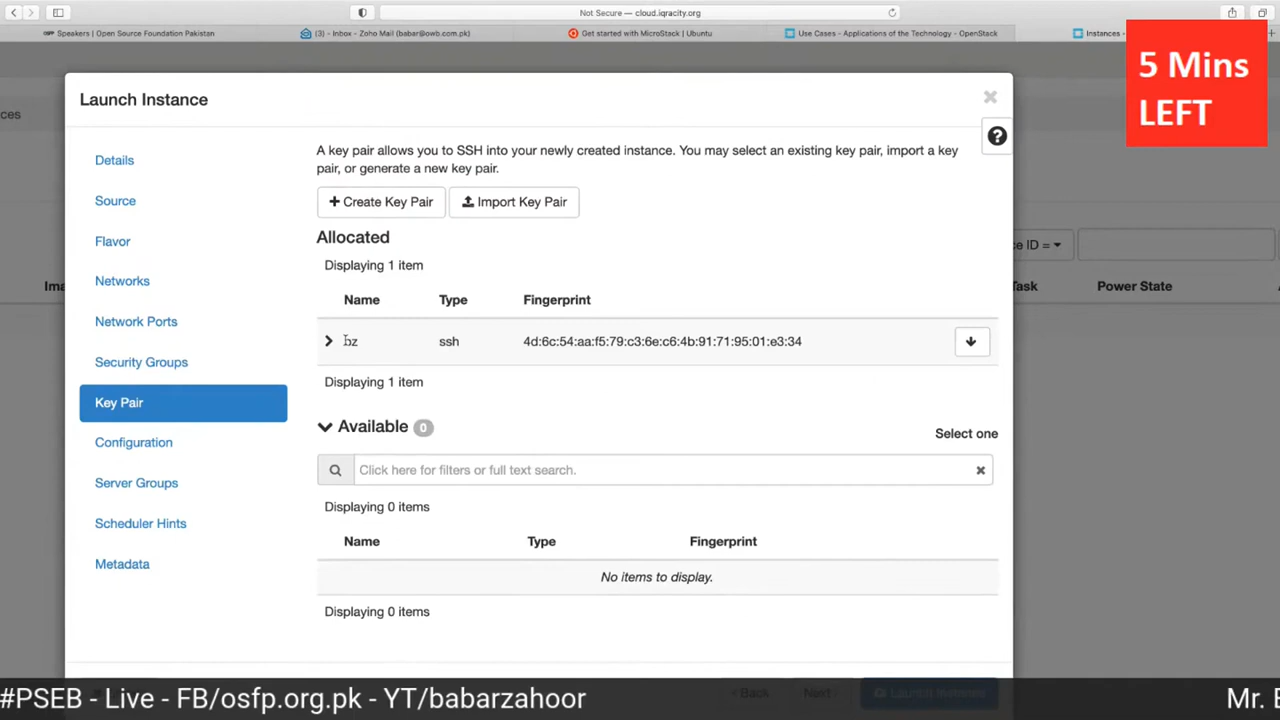 Not Secure — cloud.iqracity.org
Speakers | Open Source Foundation Pakistan
(3) - Inbox - Zoho Mail (babar@owb.com.pk)
Get started with MicroStack | Ubuntu
Use Cases - Applications of the Technology - OpenStack
Instances -
5 Mins
LEFT
Launch Instance
ces
Details
Source
Flavor
Networks
Network Ports
Security Groups
Key Pair
Configuration
Server Groups
Scheduler Hints
Metadata
A key pair allows you to SSH into your newly created instance. You may select an existing key pair, import a key
pair, or generate a new key pair.
Create Key Pair
Import Key Pair
Allocated
Displaying 1 item
Name Type Fingerprint
bz ssh 4d:6c:54:aa:f5:79:c3:6e:c6:4b:91:71:95:01:e3:34
Displaying 1 item
Available 0
Select one
Click here for filters or full text search.
Displaying 0 items
Name Type Fingerprint
No items to display.
Displaying 0 items
ce ID =
Ima
Task
Power State
Back
Next
Launch Instance
#PSEB - Live - FB/osfp.org.pk - YT/babarzahoor
Mr.